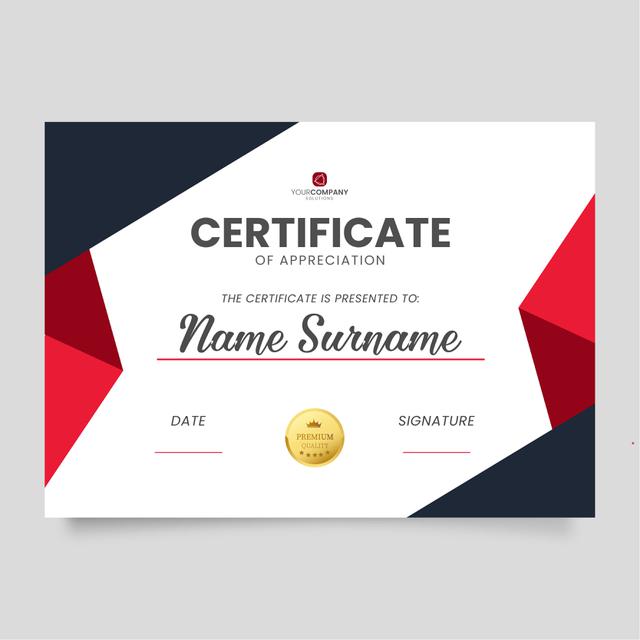 YOURCOMPANY
SOLUTIONS
CERTIFICATE
OF APPRECIATION
THE CERTIFICATE IS PRESENTED TO:
Name Surname
DATE
PREMIUM
QUALITY
SIGNATURE